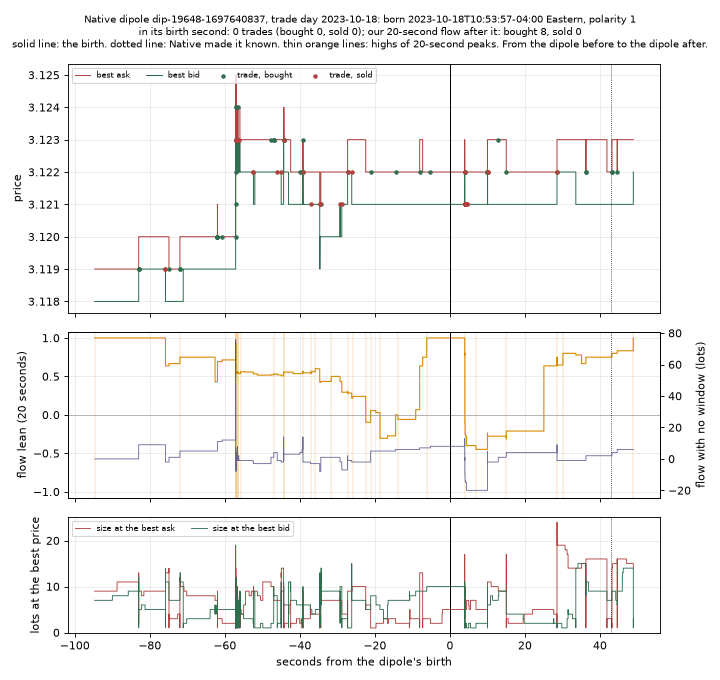 Native dipole dip-19648-1697640837, trade day 2023-10-18: born 2023-10-18T10:53:57-04:00 Eastern, polarity 1
in its birth second: 0 trades (bought 0, sold 0); our 20-second flow after it: bought 8, sold 0
solid line: the birth. dotted line: Native made it known. thin orange lines: highs of 20-second peaks. From the dipole before to the dipole after.
best ask best bid trade, bought trade, sold
3.125
3.124
3.123
3.122
3.121
3.120
3.119
3.118
price
1.0
0.5
0.0
−0.5
−1.0
flow lean (20 seconds)
80
60
40
20
0
−20
flow with no window (lots)
size at the best ask size at the best bid
20
10
0
lots at the best price
−100 −80 −60 −40 −20 0 20 40
seconds from the dipole's birth